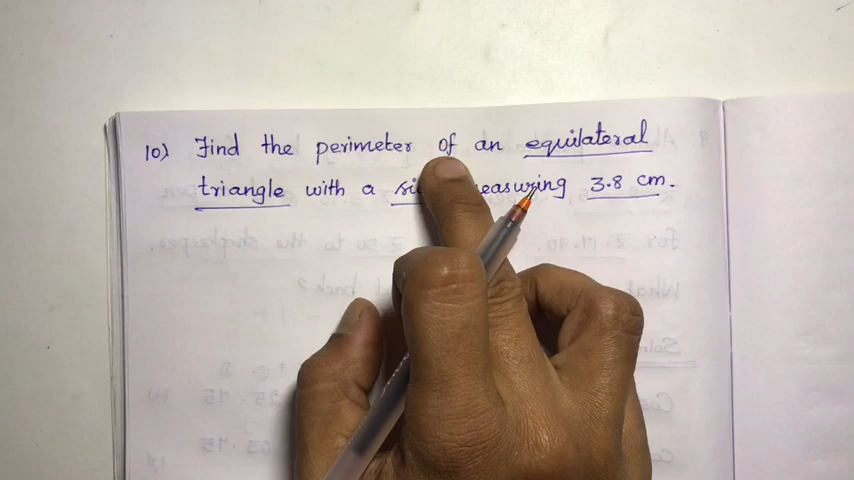 10) Find the perimeter of an equilateral
triangle with a measuring 3.8 cm.